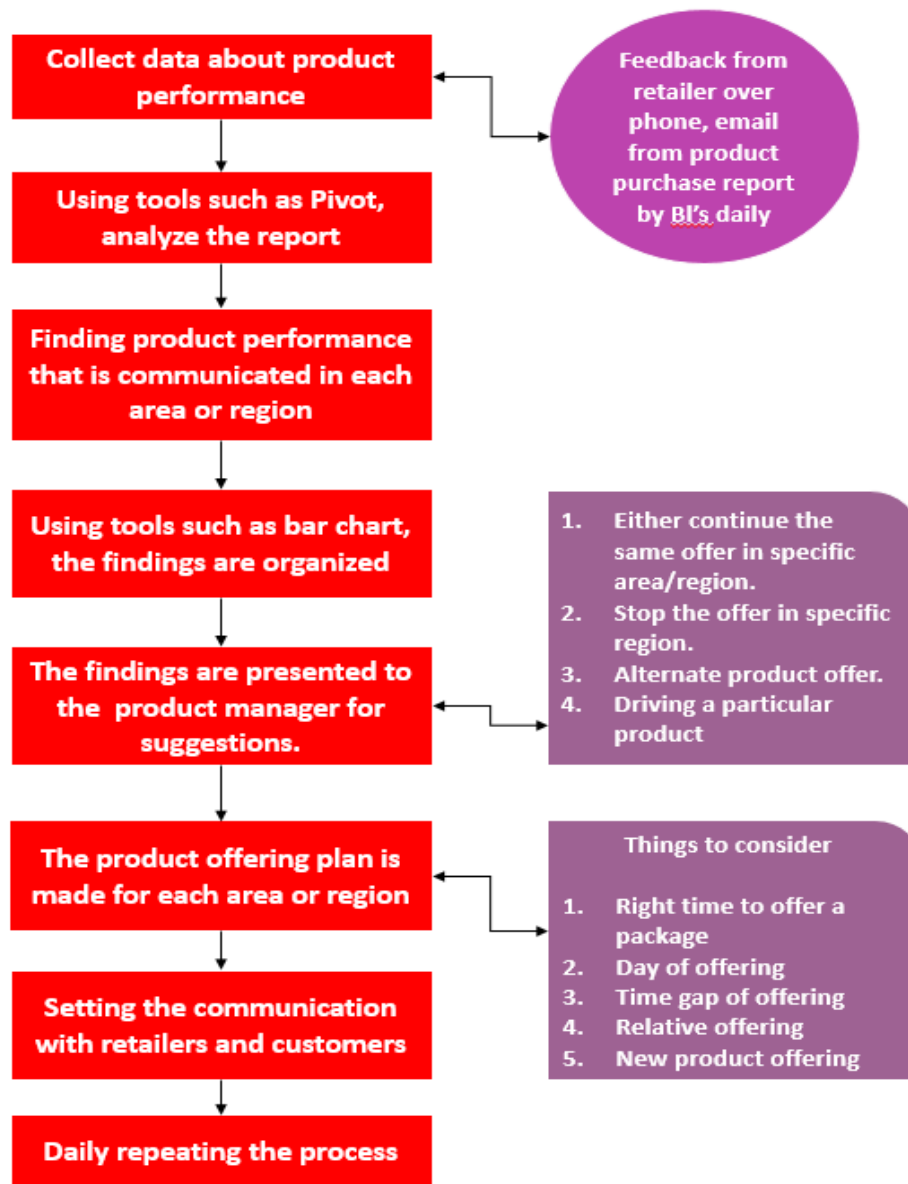 Collect data about product
performance
Feedback from
retailer over
phone, email
from product
purchase report
by Bl's daily
Using tools such as Pivot,
analyze the report
Finding product performance
that is communicated in each
area or region
Using tools such as bar chart,
the findings are organized
1. Either continue the
same offer in specific
area/region.
2. Stop the offer in specific
region.
3. Alternate product offer.
4. Driving a particular
product
The findings are presented to
the product manager for
suggestions.
The product offering plan is
made for each area or region
Things to consider
1. Right time to offer a
package
2. Day of offering
3. Time gap of offering
4. Relative offering
5. New product offering
Setting the communication
with retailers and customers
Daily repeating the process